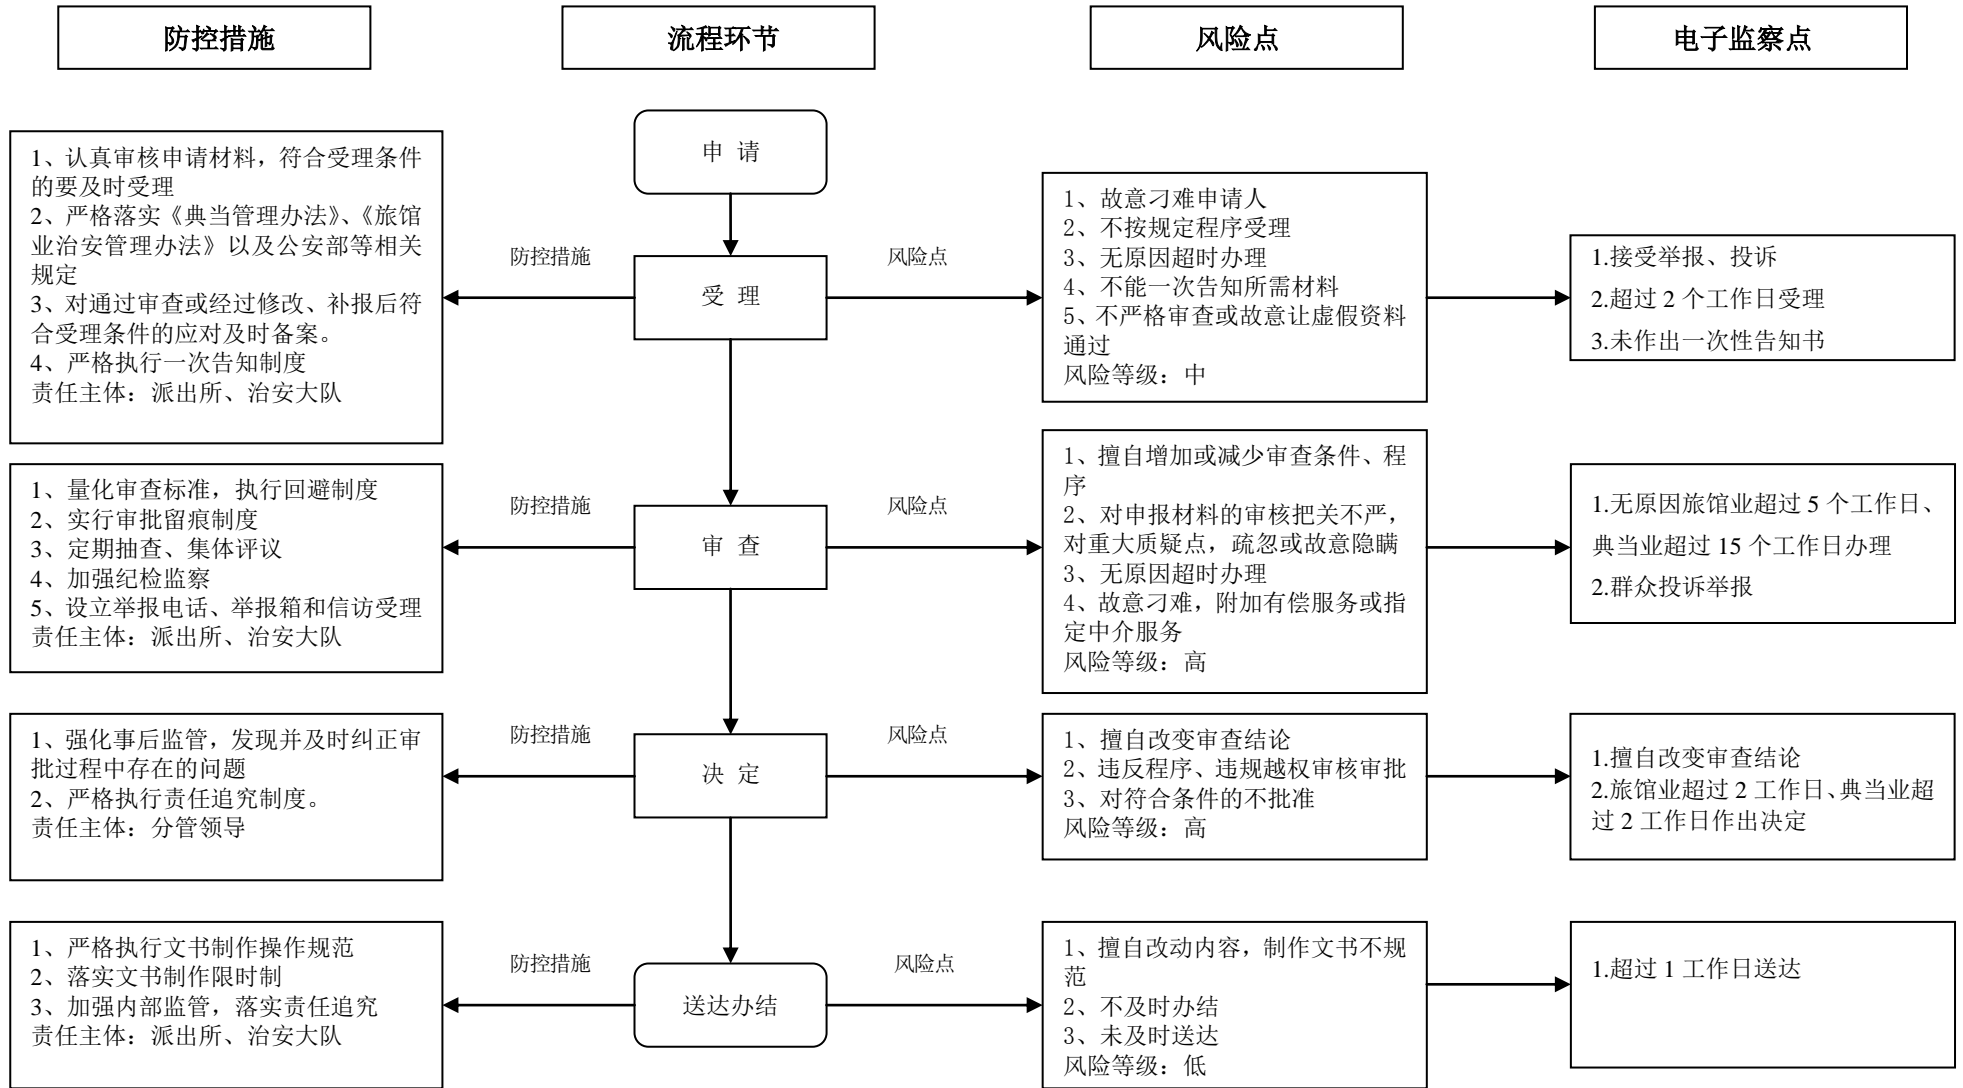 防控措施
流程环节
风险点
电子监察点
申 请
1、认真审核申请材料，符合受理条件
的要及时受理
2、严格落实《典当管理办法》、《旅馆
业治安管理办法》以及公安部等相关
规定
3、对通过审查或经过修改、补报后符
合受理条件的应对及时备案。
4、严格执行一次告知制度
责任主体：派出所、治安大队
防控措施
受 理
风险点
1、故意刁难申请人
2、不按规定程序受理
3、无原因超时办理
4、不能一次告知所需材料
5、不严格审查或故意让虚假资料
通过
风险等级：中
1.接受举报、投诉
2.超过 2 个工作日受理
3.未作出一次性告知书
1、量化审查标准，执行回避制度
2、实行审批留痕制度
3、定期抽查、集体评议
4、加强纪检监察
5、设立举报电话、举报箱和信访受理
责任主体：派出所、治安大队
防控措施
审 查
风险点
1、擅自增加或减少审查条件、程
序
2、对申报材料的审核把关不严，
对重大质疑点，疏忽或故意隐瞒
3、无原因超时办理
4、故意刁难，附加有偿服务或指
定中介服务
风险等级：高
1.无原因旅馆业超过 5 个工作日、
典当业超过 15 个工作日办理
2.群众投诉举报
1、强化事后监管，发现并及时纠正审
批过程中存在的问题
2、严格执行责任追究制度。
责任主体：分管领导
防控措施
决 定
风险点
1、擅自改变审查结论
2、违反程序、违规越权审核审批
3、对符合条件的不批准
风险等级：高
1.擅自改变审查结论
2.旅馆业超过 2 工作日、典当业超
过 2 工作日作出决定
1、严格执行文书制作操作规范
2、落实文书制作限时制
3、加强内部监管，落实责任追究
责任主体：派出所、治安大队
防控措施
送达办结
风险点
1、擅自改动内容，制作文书不规
范
2、不及时办结
3、未及时送达
风险等级：低
1.超过 1 工作日送达